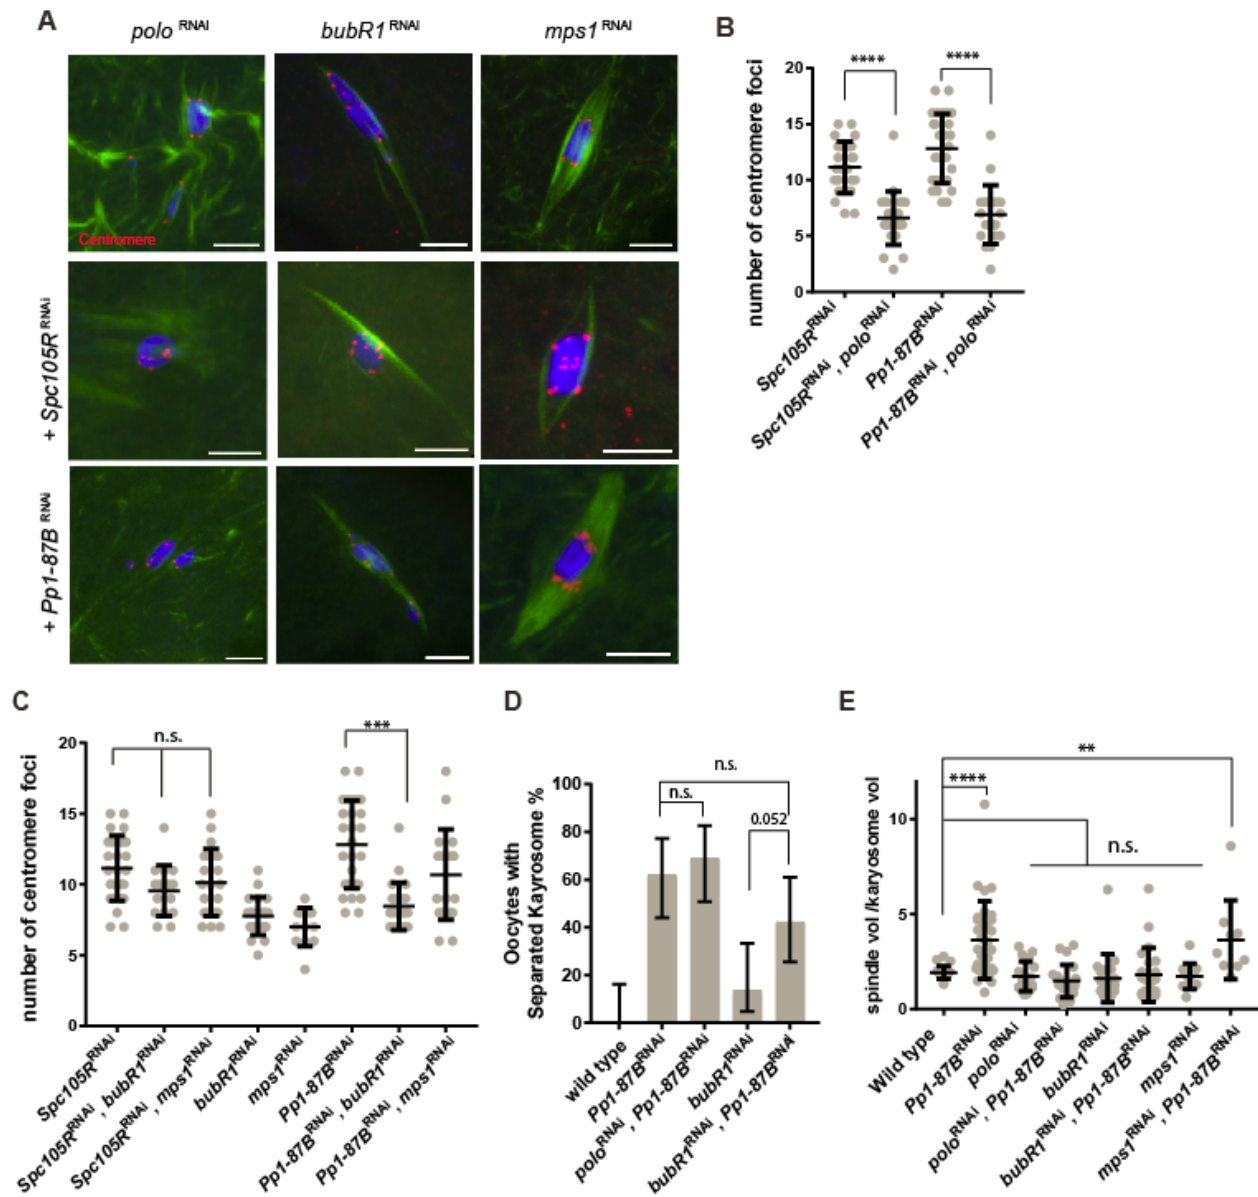 A
polo RNAi
bubR1 RNAi
mps1 RNAi
Centromere
+ Spc105R RNAi
+ Pp1-87B RNAi
B
number of centromere foci
20
15
10
5
0
****
****
Spc105R RNAi
Spc105R RNAi , polo RNAi
Pp1-87B RNAi
Pp1-87B RNAi , polo RNAi
C
number of centromere foci
20
15
10
5
0
n.s.
***
Spc105R RNAi
Spc105R RNAi , bubR1 RNAi
Spc105R RNAi , mps1 RNAi
bubR1 RNAi
mps1 RNAi
Pp1-87B RNAi
Pp1-87B RNAi , bubR1 RNAi
Pp1-87B RNAi , mps1 RNAi
D
Oocytes with
Separated Kayrosome %
100
80
60
40
20
0
n.s.
n.s.
0.052
wild type
Pp1-87B RNAi
polo RNAi , Pp1-87B RNAi
bubR1 RNAi
bubR1 RNAi , Pp1-87B RNAi
E
spindle vol /karyosome vol
10
5
0
**
****
n.s.
Wild type
Pp1-87B RNAi
polo RNAi
polo RNAi , Pp1-87B RNAi
bubR1 RNAi
bubR1 RNAi , Pp1-87B RNAi
mps1 RNAi
mps1 RNAi , Pp1-87B RNAi